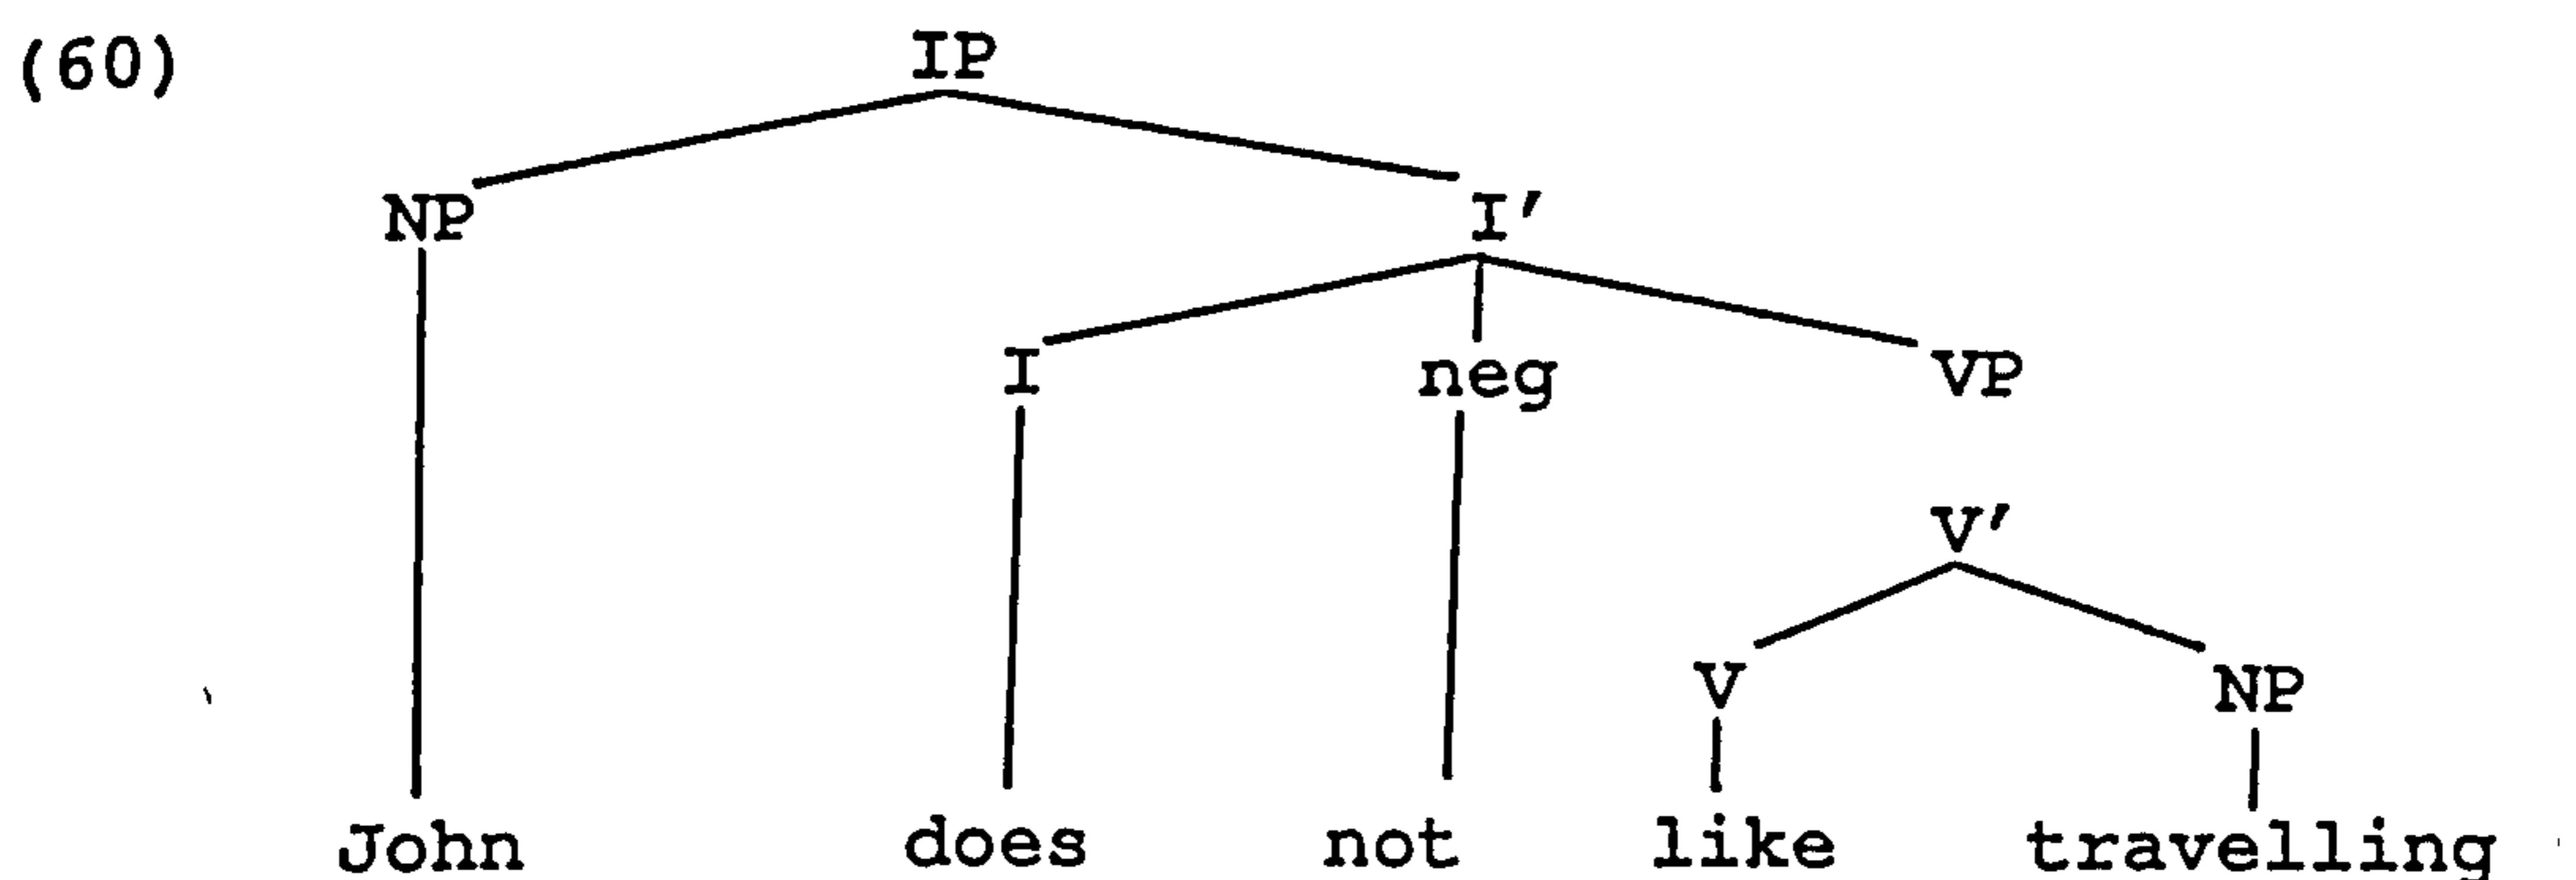 (60) IP
NP I'
I neg VP
V'
V NP
John does not like travelling